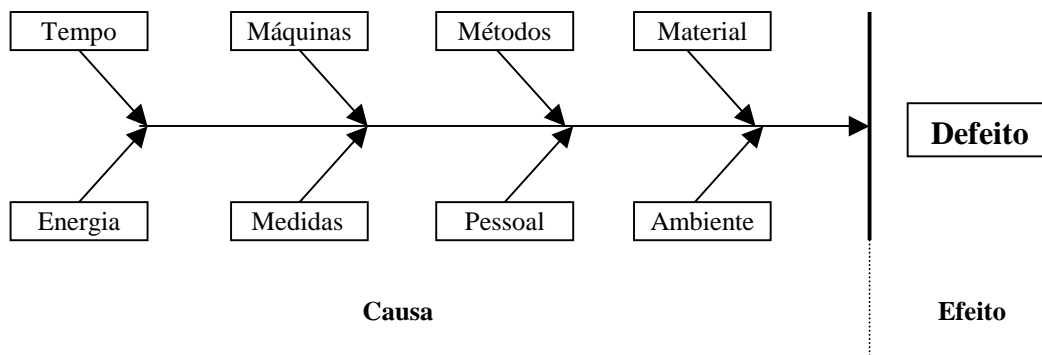 Tempo
Máquinas
Métodos
Material
Defeito
Energia
Medidas
Pessoal
Ambiente
Causa
Efeito